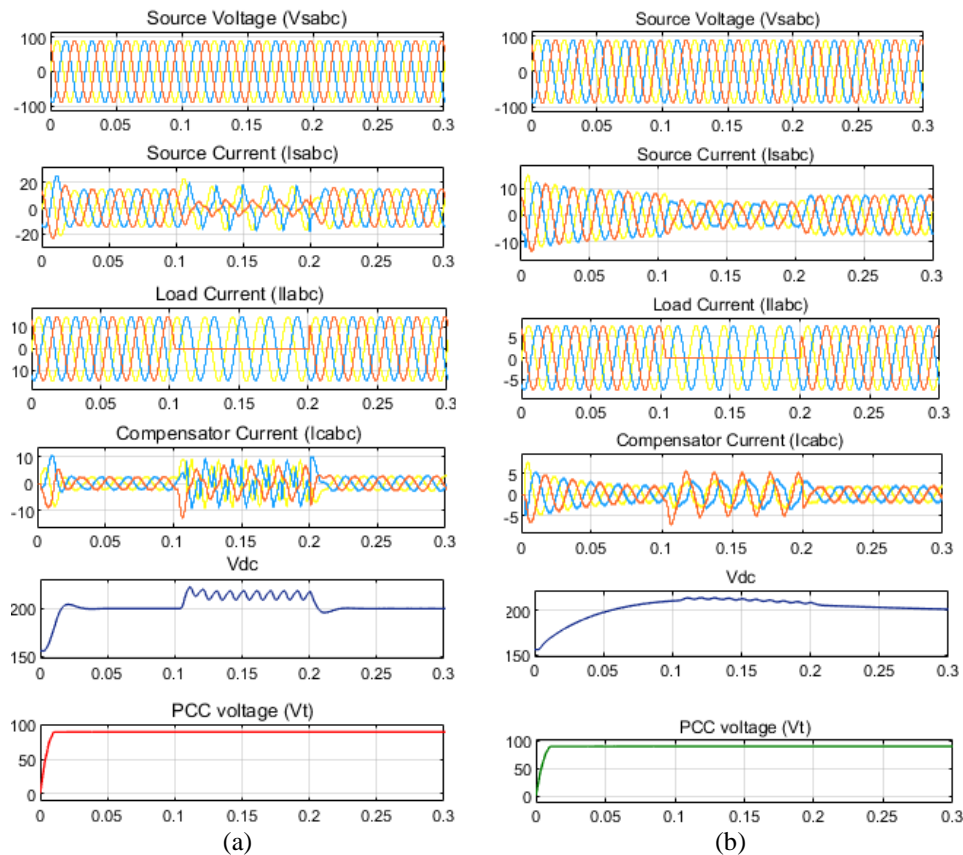 Source Voltage (Vsabc)
100
0
-100
0 0.05 0.1 0.15 0.2 0.25 0.3
Source Current (Isabc)
20
0
-20
0 0.05 0.1 0.15 0.2 0.25 0.3
Load Current (Ilabc)
10
0
10
0 0.05 0.1 0.15 0.2 0.25 0.3
Compensator Current (Icabc)
10
0
-10
0 0.05 0.1 0.15 0.2 0.25 0.3
Vdc
200
150
0 0.05 0.1 0.15 0.2 0.25 0.3
PCC voltage (Vt)
100
50
0
0 0.05 0.1 0.15 0.2 0.25 0.3
(a)
Source Voltage (Vsabc)
100
0
-100
0 0.05 0.1 0.15 0.2 0.25 0.3
Source Current (Isabc)
10
0
-10
0 0.05 0.1 0.15 0.2 0.25 0.3
Load Current (Ilabc)
5
0
-5
0 0.05 0.1 0.15 0.2 0.25 0.3
Compensator Current (Icabc)
5
0
-5
0 0.05 0.1 0.15 0.2 0.25 0.3
Vdc
200
150
0 0.05 0.1 0.15 0.2 0.25 0.3
PCC voltage (Vt)
100
50
0
0 0.05 0.1 0.15 0.2 0.25 0.3
(b)